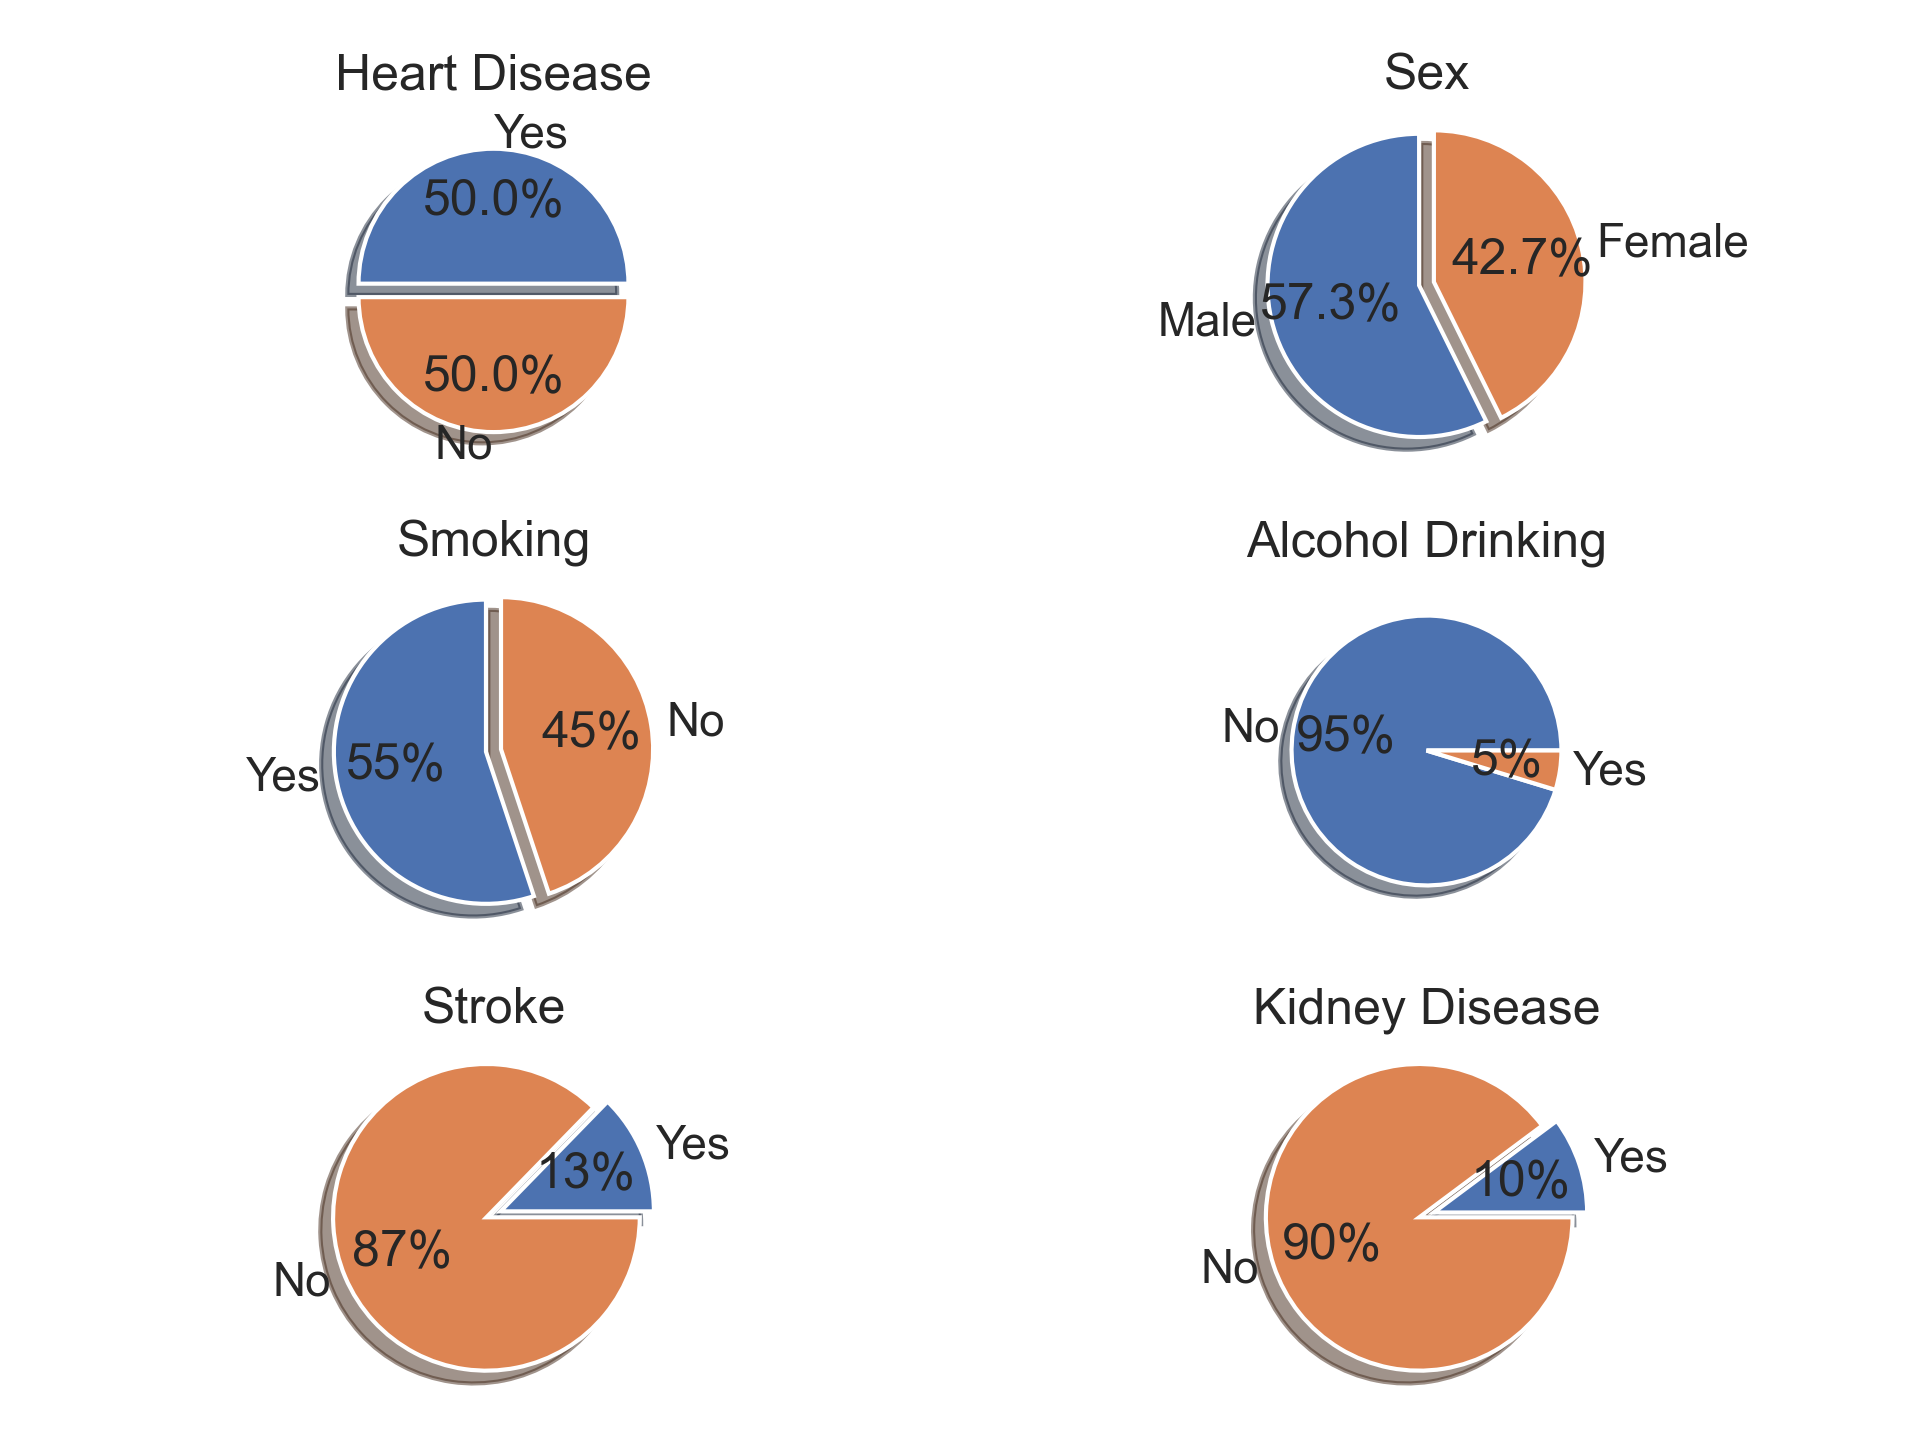 Heart Disease
Yes
50.0%
50.0%
No
Sex
Female
42.7%
57.3%
Male
Smoking
No
45%
55%
Yes
Alcohol Drinking
No
95%
5%
Yes
Stroke
Yes
13%
87%
No
Kidney Disease
Yes
10%
90%
No